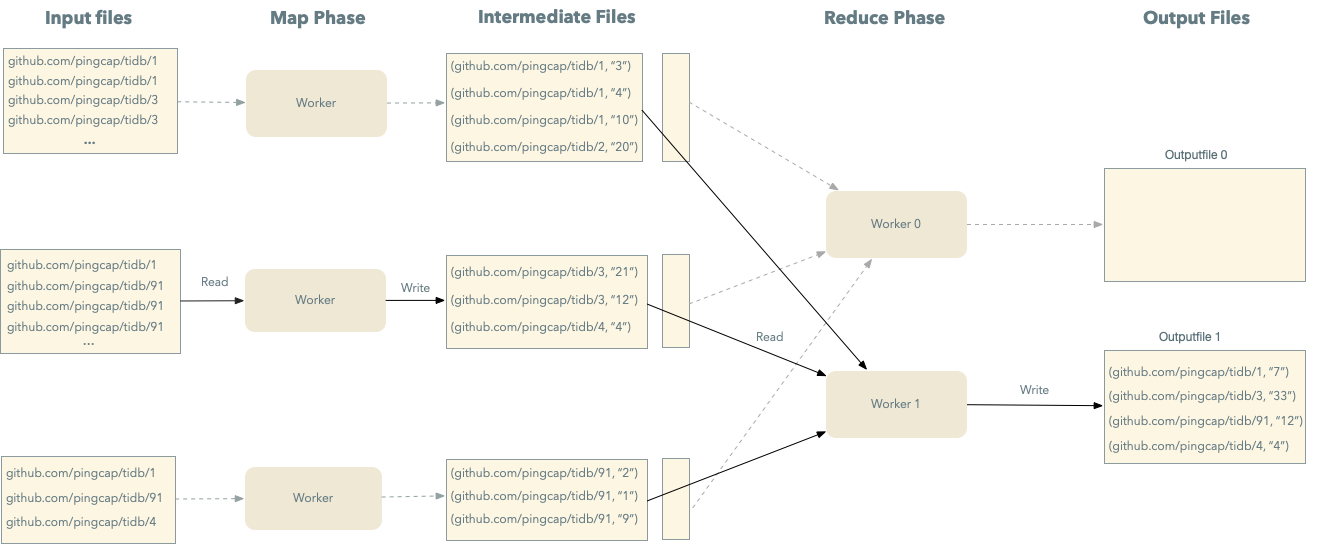 Input files
Map Phase
Intermediate Files
Reduce Phase
Output Files
github.com/pingcap/tidb/1
github.com/pingcap/tidb/1
github.com/pingcap/tidb/3
github.com/pingcap/tidb/3
...
Worker
(github.com/pingcap/tidb/1, “3”)
(github.com/pingcap/tidb/1, “4”)
(github.com/pingcap/tidb/1, “10”)
(github.com/pingcap/tidb/2, “20”)
Worker 0
Outputfile 0
github.com/pingcap/tidb/1
github.com/pingcap/tidb/91
github.com/pingcap/tidb/91
github.com/pingcap/tidb/91
...
Read
Worker
Write
(github.com/pingcap/tidb/3, “21”)
(github.com/pingcap/tidb/3, “12”)
(github.com/pingcap/tidb/4, “4”)
Read
Worker 1
Write
Outputfile 1
(github.com/pingcap/tidb/1, “7”)
(github.com/pingcap/tidb/3, “33”)
(github.com/pingcap/tidb/91, “12”)
(github.com/pingcap/tidb/4, “4”)
github.com/pingcap/tidb/1
github.com/pingcap/tidb/91
github.com/pingcap/tidb/4
Worker
(github.com/pingcap/tidb/91, “2”)
(github.com/pingcap/tidb/91, “1”)
(github.com/pingcap/tidb/91, “9”)